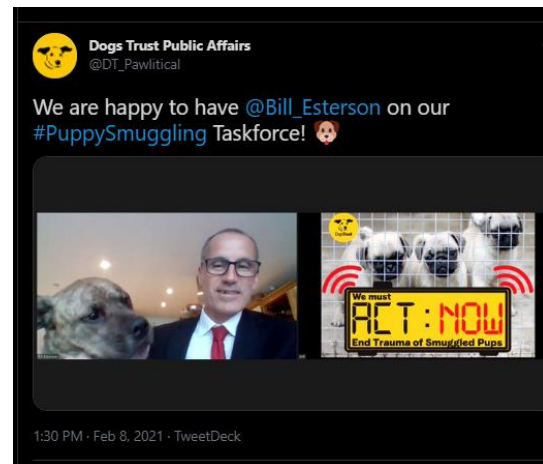 Dogs Trust Public Affairs
@DT_Pawlitical
We are happy to have @Bill_Esterson on our
#PuppySmuggling Taskforce! 🐶
We must
ACT : NOW
End Trauma of Smuggled Pups
1:30 PM · Feb 8, 2021 · TweetDeck